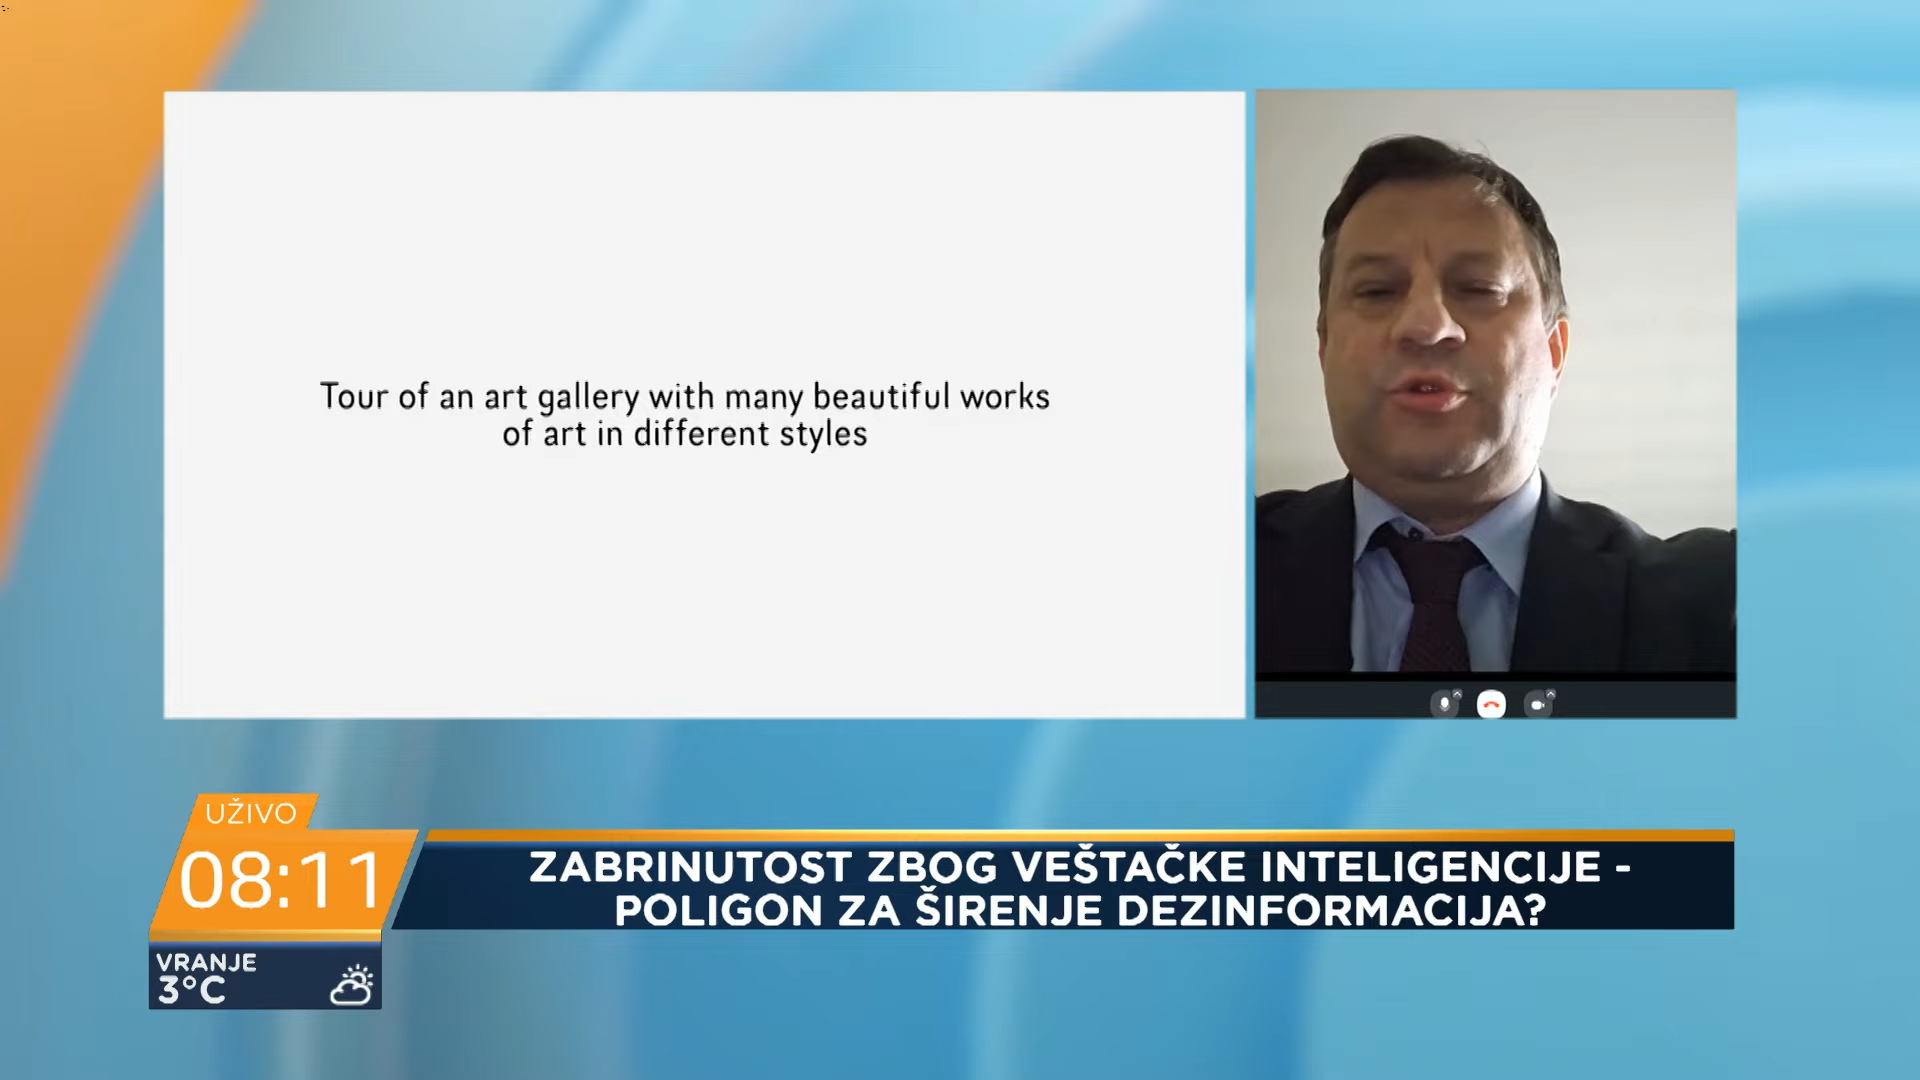 Tour of an art gallery with many beautiful works
of art in different styles
UŽIVO
08:11
ZABRINUTOST ZBOG VEŠTAČKE INTELIGENCIJE -
POLIGON ZA ŠIRENJE DEZINFORMACIJA?
VRANJE
3°C